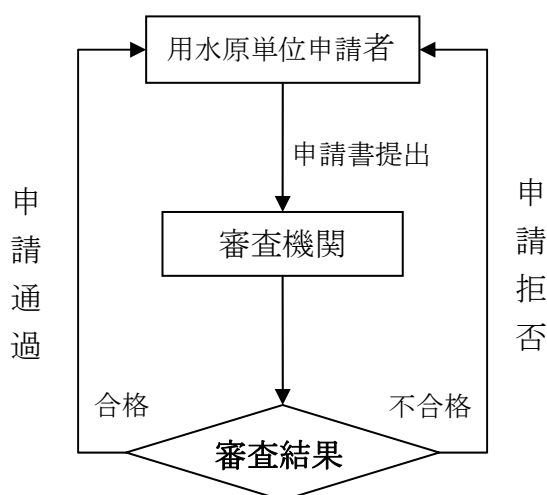 用水原単位申請者
申請書提出
申請通過
申請拒否
審査機関
合格
不合格
審査結果